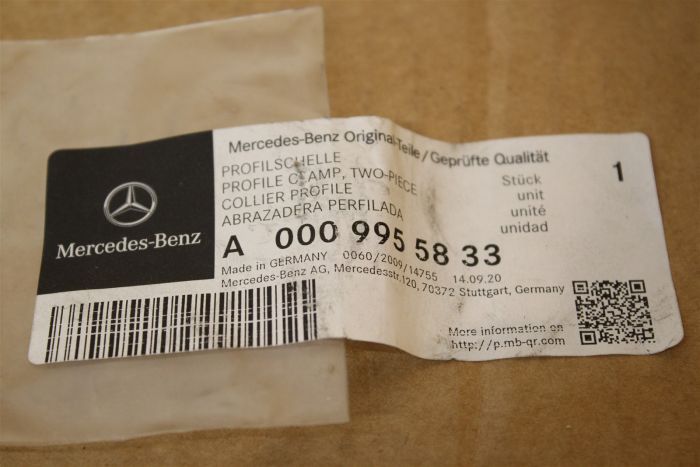 Mercedes-Benz Original-Teile/Geprüfte Qualität
PROFILSCHELLE
PROFILE CLAMP, TWO-PIECE
COLLIER PROFILE
ABRAZADERA PERFILADA
Stück 1
unit
unité
unidad
Mercedes-Benz
A 000 995 58 33
Made in GERMANY 0060/2009/14755 14.09.20
Mercedes-Benz AG, Mercedesstr.120, 70372 Stuttgart, Germany
More information on
http://p.mb-qr.com